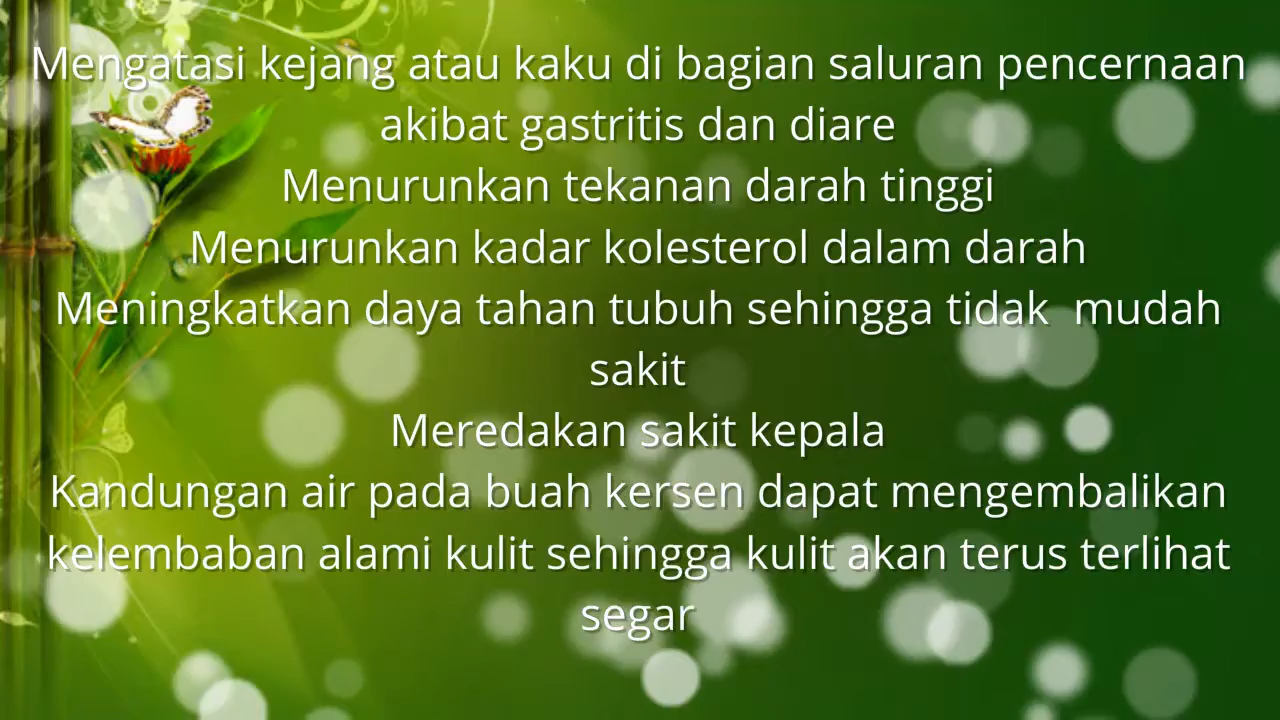 Mengatasi kejang atau kaku di bagian saluran pencernaan
akibat gastritis dan diare
Menurunkan tekanan darah tinggi
Menurunkan kadar kolesterol dalam darah
Meningkatkan daya tahan tubuh sehingga tidak  mudah
sakit
Meredakan sakit kepala
Kandungan air pada buah kersen dapat mengembalikan
kelembaban alami kulit sehingga kulit akan terus terlihat
segar